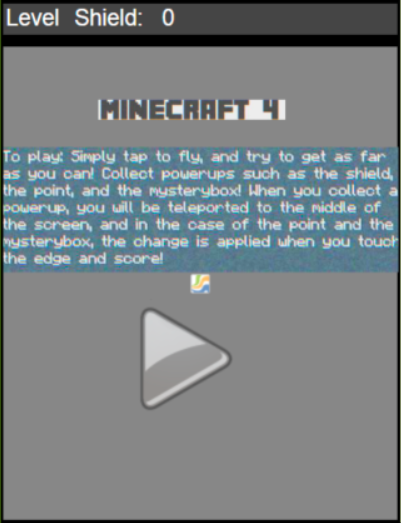 Level Shield: 0
MINECRAFT 4
To play: Simply tap to fly, and try to get as far
as you can! Collect powerups such as the shield,
the point, and the mysterybox! When you collect a
powerup, you will be teleported to the middle of
the screen, and in the case of the point and the
mysterybox, the change is applied when you touch
the edge and score!